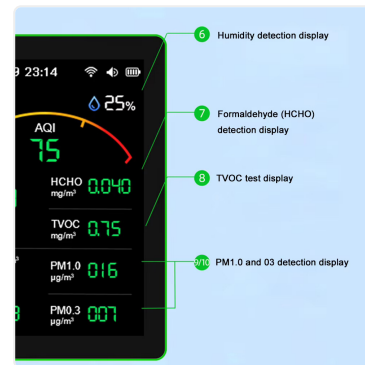 9 23:14
6 Humidity detection display
25%
AQI
75
7 Formaldehyde (HCHO)
detection display
HCHO 0.040
mg/m³
8 TVOC test display
TVOC 0.75
mg/m³
9/10 PM1.0 and 03 detection display
PM1.0 016
µg/m³
PM0.3 007
µg/m³